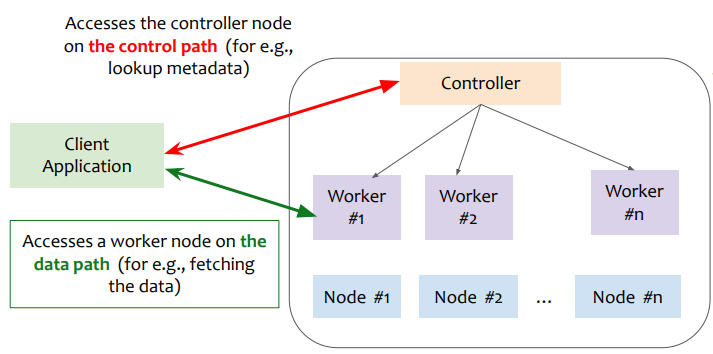 Accesses the controller node
on the control path (for e.g.,
lookup metadata)
Controller
Client
Application
Worker
#1
Worker
#2
Worker
#n
Accesses a worker node on the
data path (for e.g., fetching
the data)
Node #1
Node #2
...
Node #n